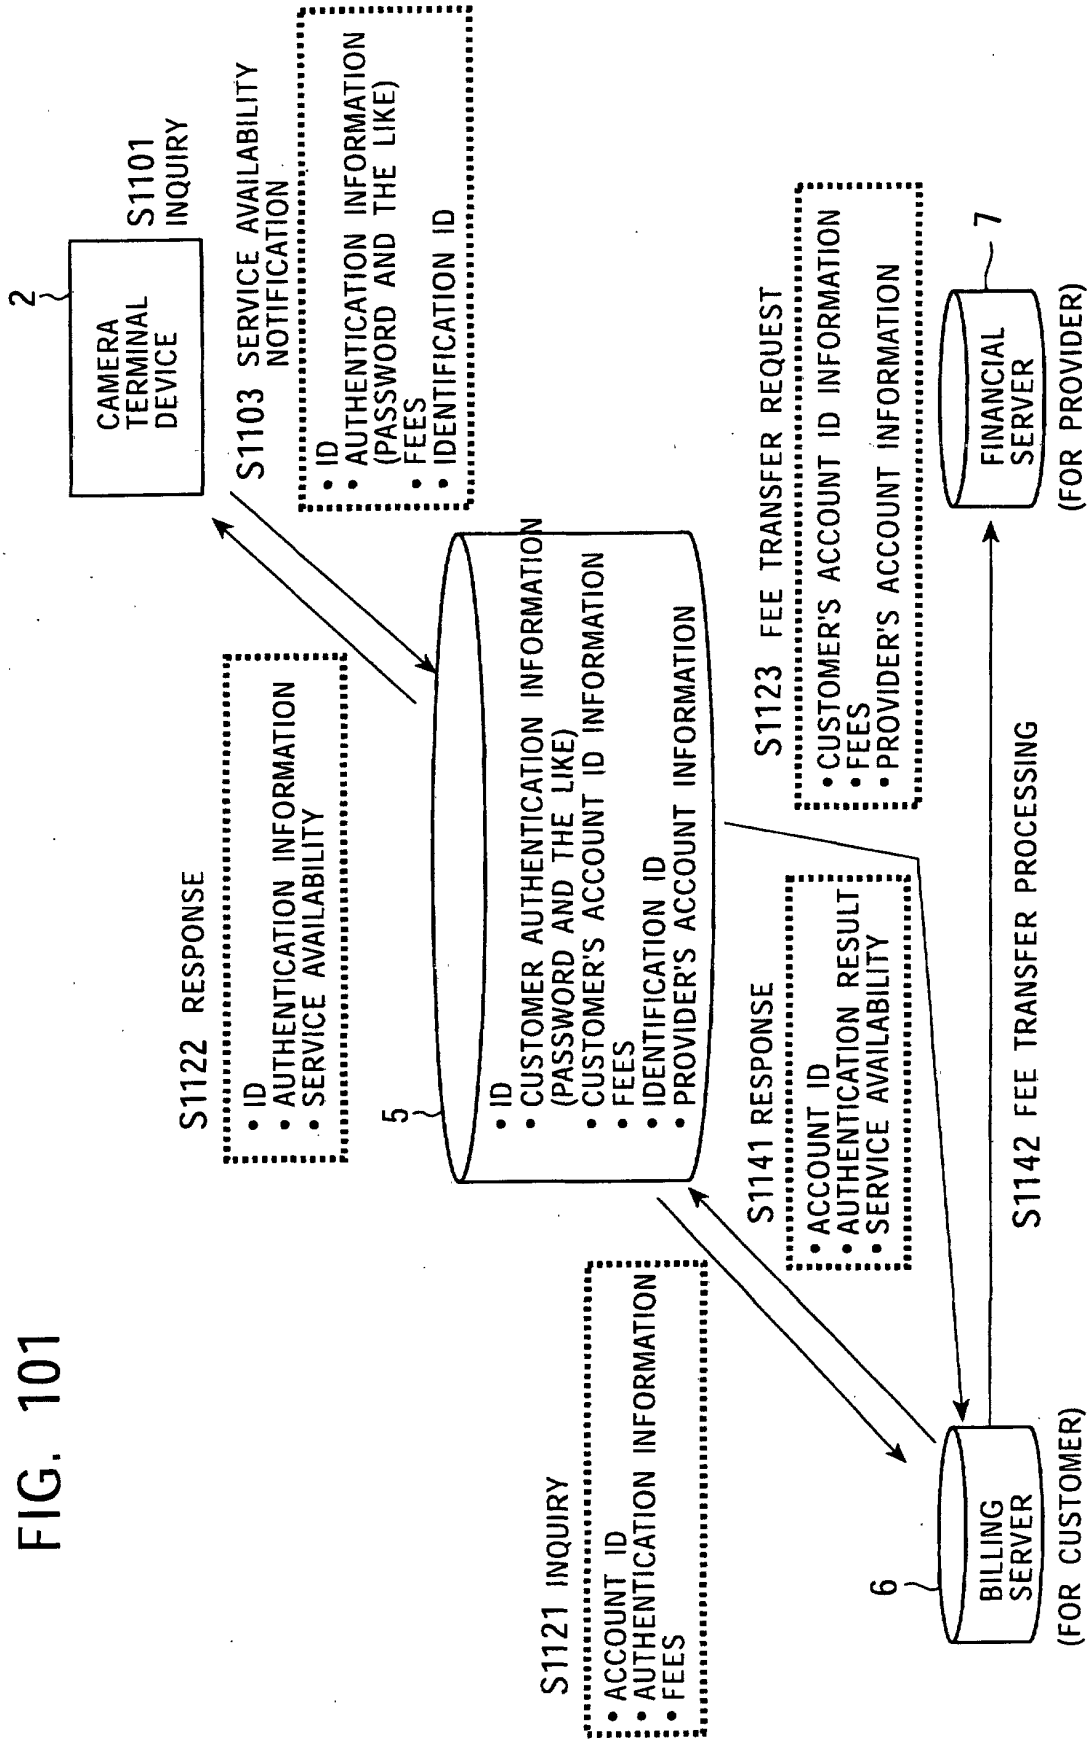 FIG. 101
2
CAMERA
TERMINAL
DEVICE
S1101
INQUIRY
S1103 SERVICE AVAILABILITY
NOTIFICATION
• ID
• AUTHENTICATION INFORMATION
(PASSWORD AND THE LIKE)
• FEES
• IDENTIFICATION ID
S1122 RESPONSE
• ID
• AUTHENTICATION INFORMATION
• SERVICE AVAILABILITY
5
• ID
• CUSTOMER AUTHENTICATION INFORMATION
(PASSWORD AND THE LIKE)
• CUSTOMER'S ACCOUNT ID INFORMATION
• FEES
• IDENTIFICATION ID
• PROVIDER'S ACCOUNT INFORMATION
S1121 INQUIRY
• ACCOUNT ID
• AUTHENTICATION INFORMATION
• FEES
S1141 RESPONSE
• ACCOUNT ID
• AUTHENTICATION RESULT
• SERVICE AVAILABILITY
S1123 FEE TRANSFER REQUEST
• CUSTOMER'S ACCOUNT ID INFORMATION
• FEES
• PROVIDER'S ACCOUNT INFORMATION
6
BILLING
SERVER
(FOR CUSTOMER)
S1142 FEE TRANSFER PROCESSING
7
FINANCIAL
SERVER
(FOR PROVIDER)